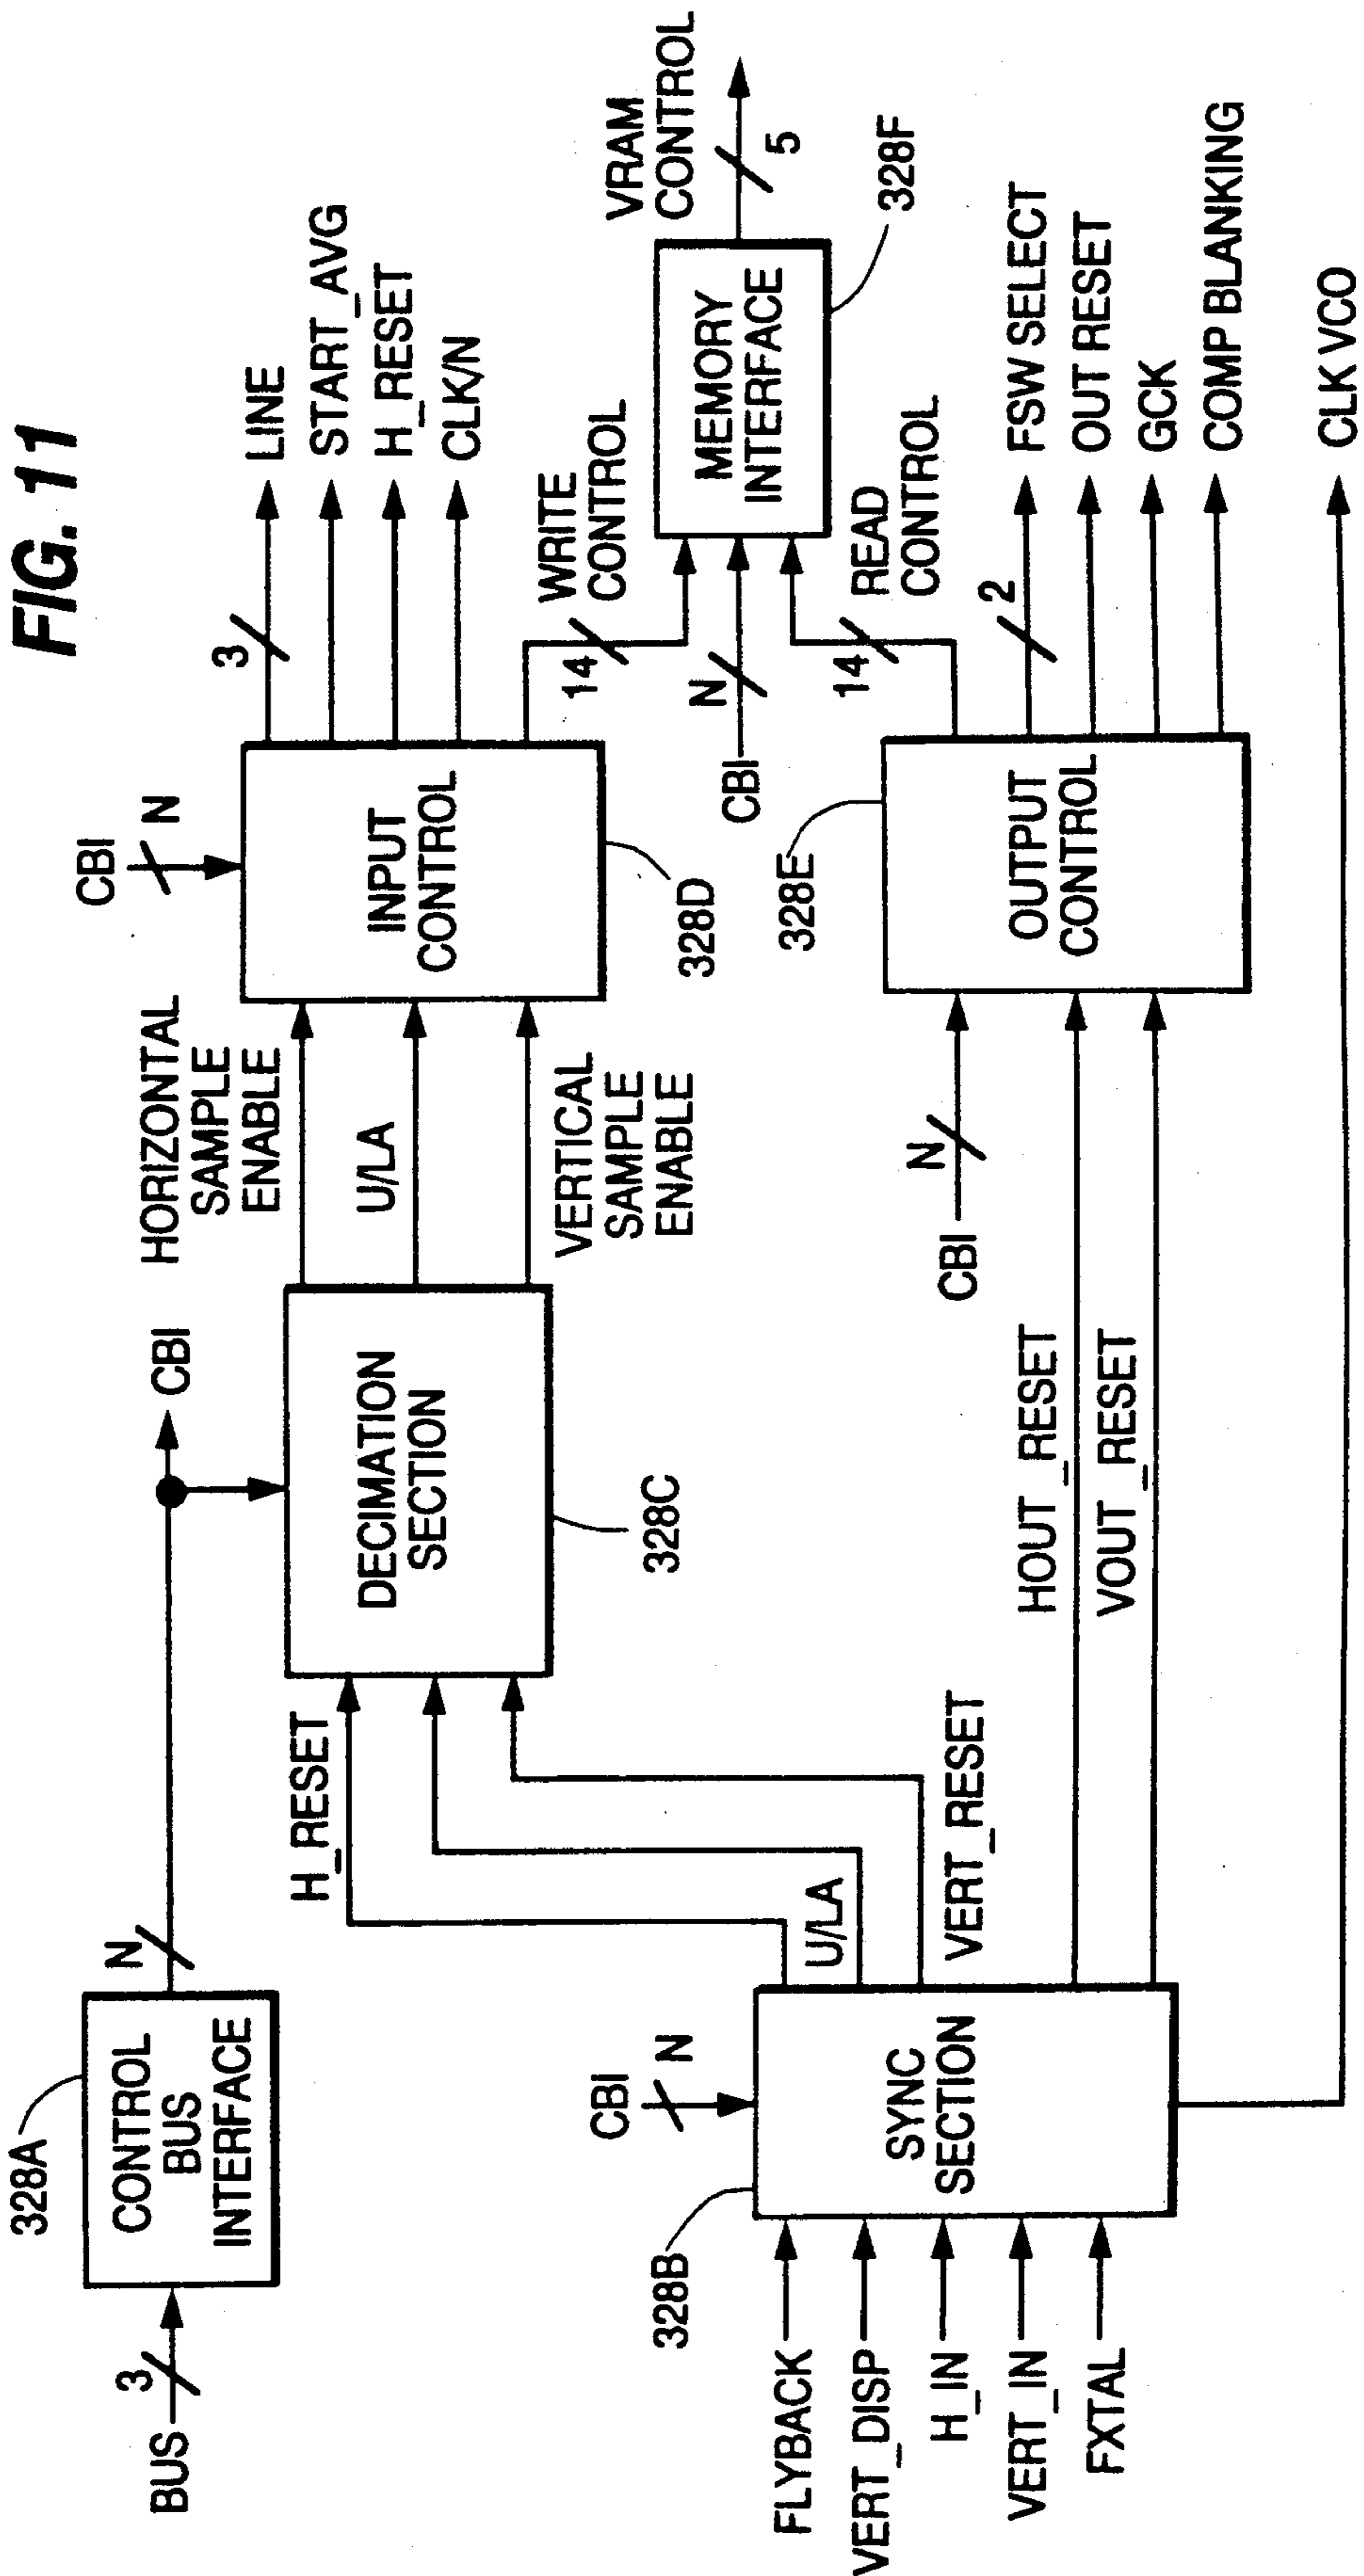 FIG. 11
328A
CONTROL
BUS
INTERFACE
BUS
3
N
CBI
H_RESET
DECIMATION
SECTION
328C
HORIZONTAL
SAMPLE
ENABLE
U/LA
VERTICAL
SAMPLE
ENABLE
CBI
N
INPUT
CONTROL
328D
3
LINE
START_AVG
H_RESET
CLK/N
14
WRITE
CONTROL
N
CBI
14
READ
CONTROL
MEMORY
INTERFACE
328F
VRAM
CONTROL
5
328B
CBI
N
SYNC
SECTION
FLYBACK
VERT_DISP
H_IN
VERT_IN
FXTAL
U/LA
VERT_RESET
HOUT_RESET
VOUT_RESET
CBI
N
328E
OUTPUT
CONTROL
2
FSW SELECT
OUT RESET
GCK
COMP BLANKING
CLK VCO